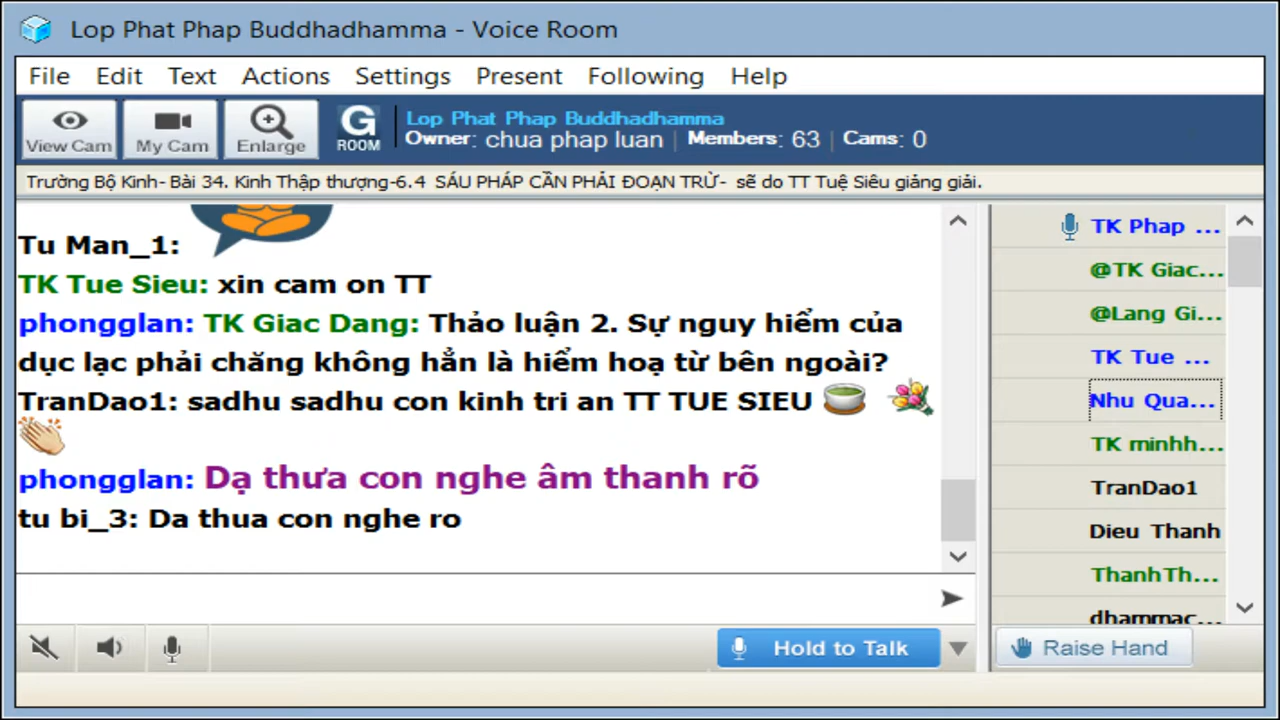 Lop Phat Phap Buddhadhamma - Voice Room
File Edit Text Actions Settings Present Following Help
View Cam My Cam Enlarge G ROOM
Lop Phat Phap Buddhadhamma
Owner: chua phap luan | Members: 63 | Cams: 0
Trường Bộ Kinh- Bài 34. Kinh Thập thượng-6.4 SÁU PHÁP CẦN PHẢI ĐOẠN TRỪ- sẽ do TT Tuệ Siêu giảng giải.
Tu Man_1:
TK Tue Sieu: xin cam on TT
phongglan: TK Giac Dang: Thảo luận 2. Sự nguy hiểm của
dục lạc phải chăng không hẳn là hiểm hoạ từ bên ngoài?
TranDao1: sadhu sadhu con kinh tri an TT TUE SIEU
phongglan: Dạ thưa con nghe âm thanh rõ
tu bi_3: Da thua con nghe ro
TK Phap ...
@TK Giac...
@Lang Gi...
TK Tue ...
Nhu Qua...
TK minhh...
TranDao1
Dieu Thanh
ThanhTh...
dhammac...
Hold to Talk
Raise Hand